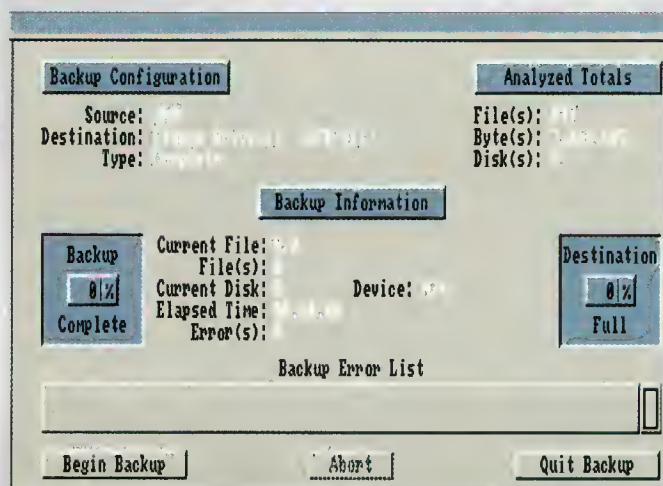 Backup Configuration
Analyzed Totals
Source:
File(s):
Destination:
Byte(s):
Type:
Disk(s):
Backup Information
Backup
0 %
Complete
Current File:
File(s):
Current Disk:
Device:
Elapsed Time:
Error(s):
Destination
0 %
Full
Backup Error List
Begin Backup
Abort
Quit Backup